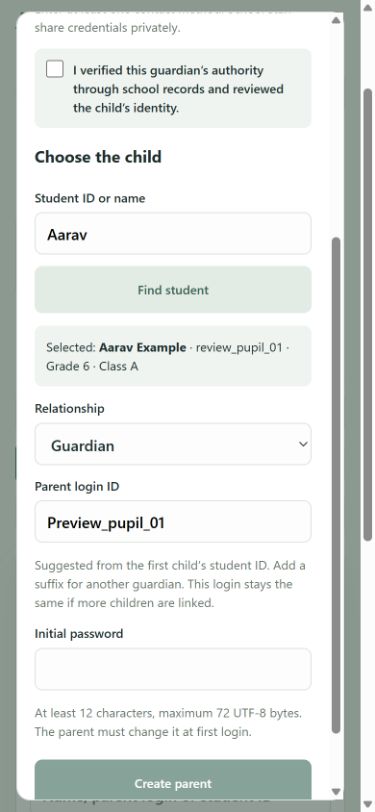 share credentials privately.
I verified this guardian's authority
through school records and reviewed
the child's identity.
Choose the child
Student ID or name
Aarav
Find student
Selected: Aarav Example · review_pupil_01 ·
Grade 6 · Class A
Relationship
Guardian
Parent login ID
Preview_pupil_01
Suggested from the first child's student ID. Add a
suffix for another guardian. This login stays the
same if more children are linked.
Initial password
At least 12 characters, maximum 72 UTF-8 bytes.
The parent must change it at first login.
Create parent